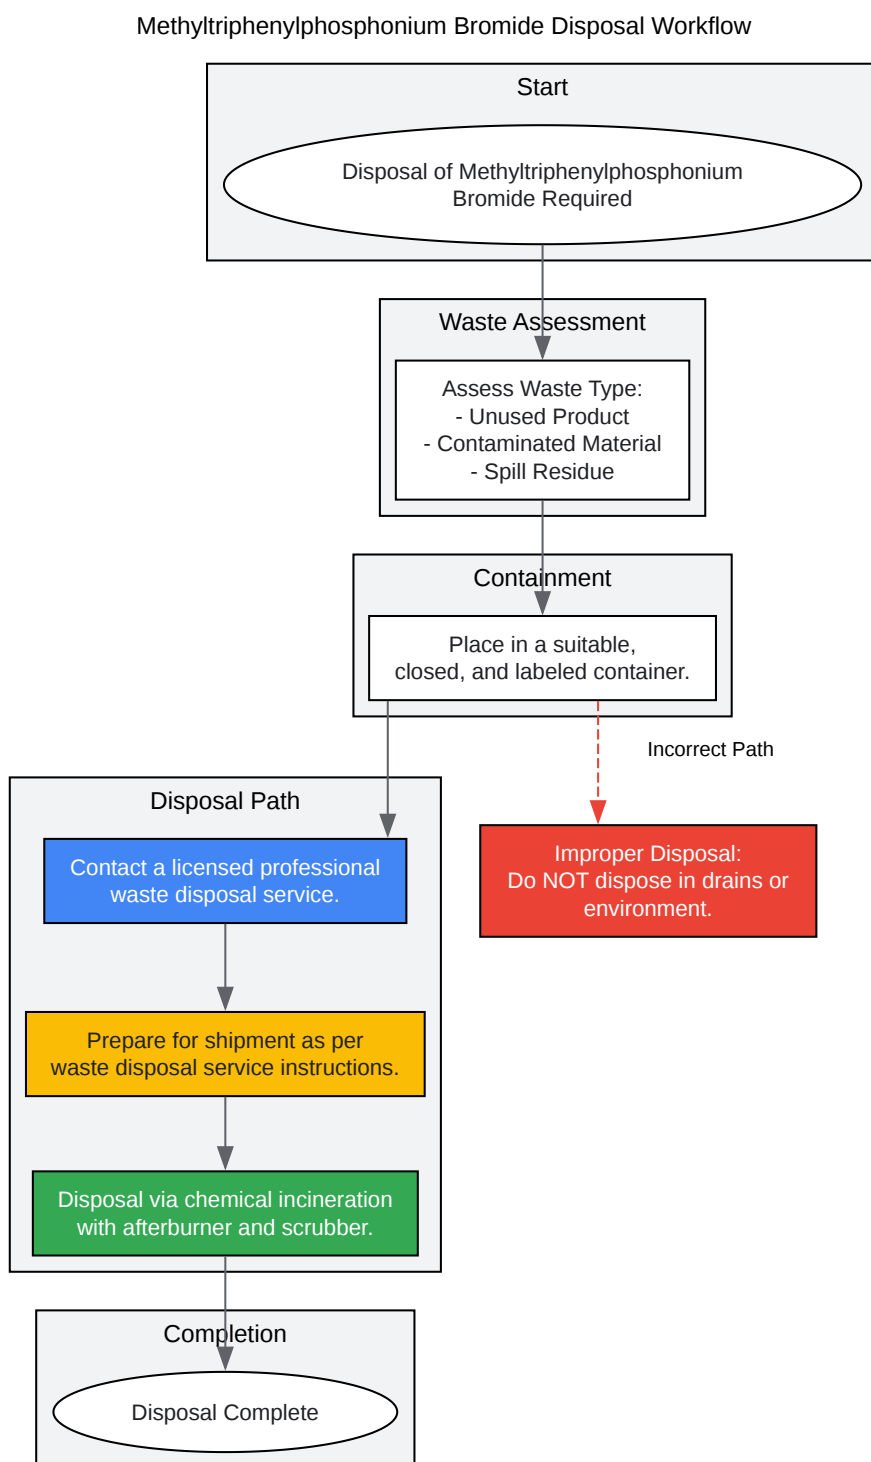 Methyltriphenylphosphonium Bromide Disposal Workflow
Start
Disposal of Methyltriphenylphosphonium
Bromide Required
Waste Assessment
Assess Waste Type:
- Unused Product
- Contaminated Material
- Spill Residue
Containment
Place in a suitable,
closed, and labeled container.
Incorrect Path
Disposal Path
Contact a licensed professional
waste disposal service.
Improper Disposal:
Do NOT dispose in drains or
environment.
Prepare for shipment as per
waste disposal service instructions.
Disposal via chemical incineration
with afterburner and scrubber.
Completion
Disposal Complete